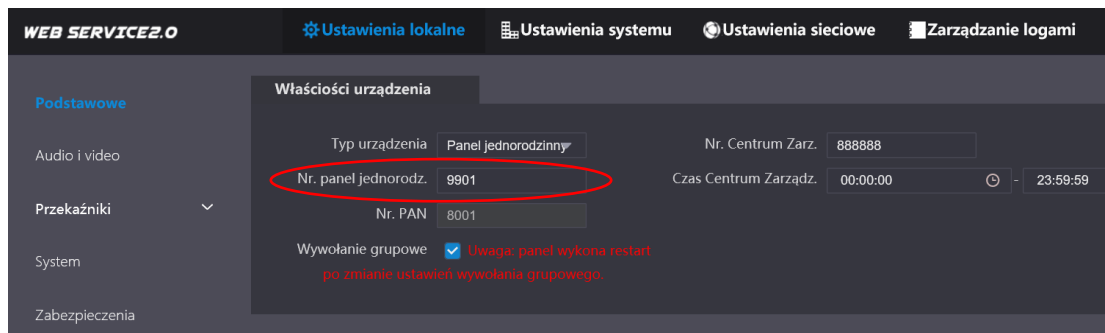 WEB SERVICE2.0 Ustawienia lokalne Ustawienia systemu Ustawienia sieciowe Zarządzanie logami
Podstawowe
Audio i video
Przekaźniki
System
Zabezpieczenia
Właściości urządzenia
Typ urządzenia Panel jednorodzinny Nr. Centrum Zarz. 888888
Nr. panel jednorodz. 9901 Czas Centrum Zarządz. 00:00:00 - 23:59:59
Nr. PAN 8001
Wywołanie grupowe Uwaga: panel wykona restart
po zmianie ustawień wywołania grupowego.